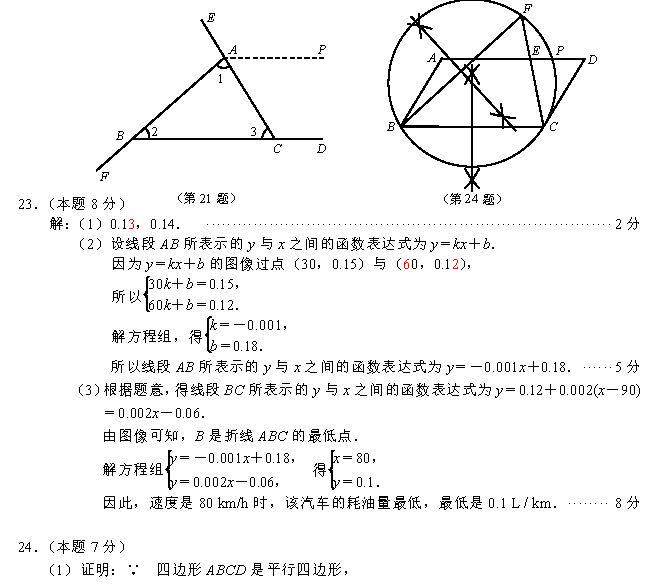 E
A
P
1
B
2
3
C
D
F
(第21题)
F
A
E
P
D
B
C
(第24题)
23.(本题8分)
解:(1)0.13,0.14. ……………………………………………………………… 2分
(2) 设线段AB所表示的y与x之间的函数表达式为y=kx+b.
因为y=kx+b的图像过点(30,0.15)与(60,0.12),
所以{30k+b=0.15,
60k+b=0.12.
解方程组,得{k=-0.001,
b=0.18.
所以线段AB所表示的y与x之间的函数表达式为y=-0.001x+0.18. …… 5分
(3)根据题意,得线段BC所表示的y与x之间的函数表达式为y=0.12+0.002(x-90)
=0.002x-0.06.
由图像可知,B是折线ABC的最低点.
解方程组{y=-0.001x+0.18, 得{x=80,
y=0.002x-0.06, y=0.1.
因此,速度是80 km/h时,该汽车的耗油量最低,最低是0.1 L / km. ……… 8分
24.(本题7分)
(1) 证明:∵ 四边形ABCD是平行四边形,